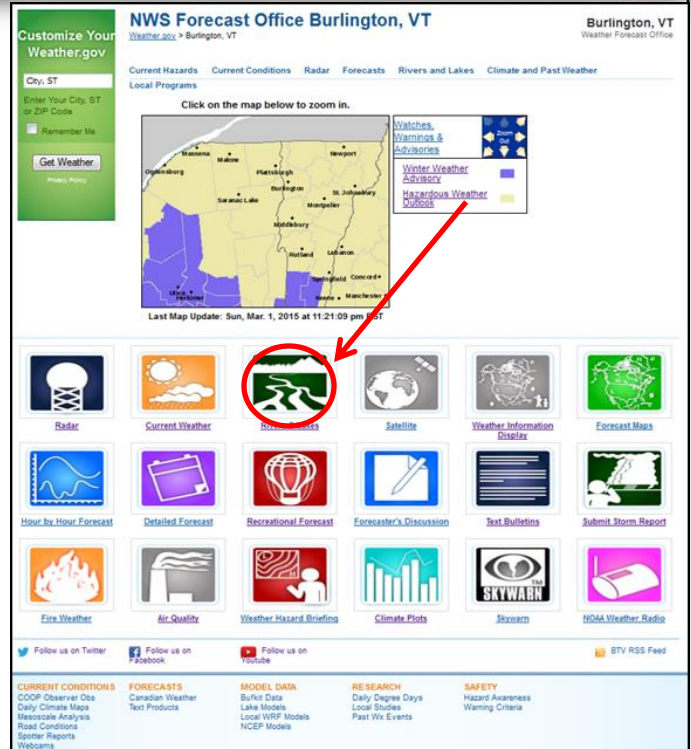 Customize Your
Weather.gov
City, ST
Enter Your City, ST
or ZIP Code
Remember Me
Get Weather
Privacy Policy
NWS Forecast Office Burlington, VT
Weather.gov > Burlington, VT
Burlington, VT
Weather Forecast Office
Current Hazards Current Conditions Radar Forecasts Rivers and Lakes Climate and Past Weather
Local Programs
Click on the map below to zoom in.
Massena
Malone
Newport
Ogdensburg
Plattsburgh
Burlington
St. Johnsbury
Saranac Lake
Montpelier
Middlebury
Rutland
Lebanon
Springfield
Concord
Utica
Herkimer
Keene
Manchester
Watches,
Warnings &
Advisories
Zoom
Out
Winter Weather
Advisory
Hazardous Weather
Outlook
Last Map Update: Sun, Mar. 1, 2015 at 11:21:09 pm EST
Radar
Current Weather
Satellite
Weather Information
Display
Forecast Maps
Hour by Hour Forecast
Detailed Forecast
Recreational Forecast
Forecaster's Discussion
Text Bulletins
Submit Storm Report
SKYWARN
TM
Fire Weather
Air Quality
Weather Hazard Briefing
Climate Plots
Skywarn
NOAA Weather Radio
Follow us on Twitter
Follow us on
Facebook
Follow us on
Youtube
BTV RSS Feed
CURRENT CONDITIONS
COOP Observer Obs
Daily Climate Maps
Mesoscale Analysis
Road Conditions
Spotter Reports
Webcams
FORECASTS
Canadian Weather
Text Products
MODEL DATA
Bufkit Data
Lake Models
Local WRF Models
NCEP Models
RESEARCH
Daily Degree Days
Local Studies
Past Wx Events
SAFETY
Hazard Awareness
Warning Criteria